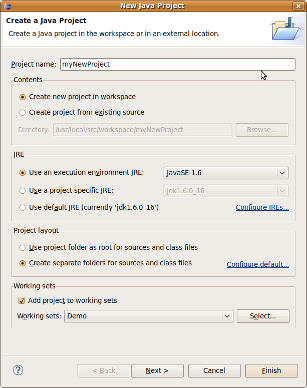 New Java Project
Create a Java Project
Create a Java project in the workspace or in an external location.
Project name: myNewProject
Contents
Create new project in workspace
Create project from existing source
Directory: /usr/local/src/workspace/myNewProject Browse...
JRE
Use an execution environment JRE: JavaSE-1.6
Use a project specific JRE: jdk1.6.0_16
Use default JRE (currently 'jdk1.6.0_16') Configure JREs...
Project layout
Use project folder as root for sources and class files
Create separate folders for sources and class files Configure default...
Working sets
Add project to working sets
Working sets: Demo Select...
? < Back Next > Cancel Finish